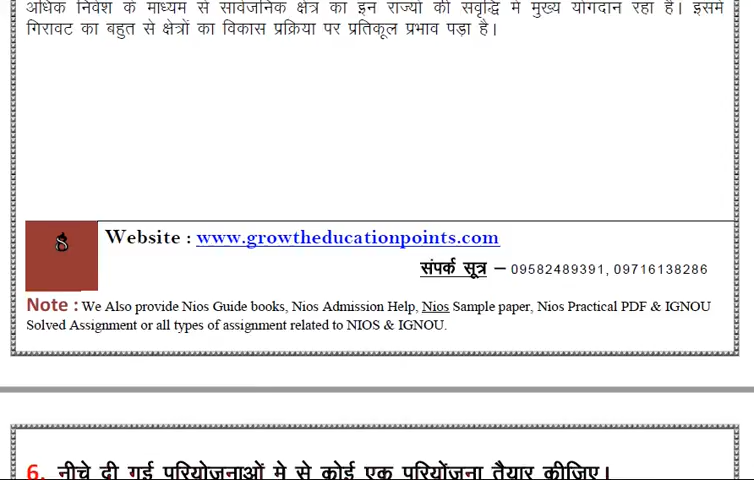 अधिक निवेश के माध्यम से सार्वजनिक क्षेत्र का इन राज्यों की संवृद्धि में मुख्य योगदान रहा है। इसमें
गिरावट का बहुत से क्षेत्रों का विकास प्रक्रिया पर प्रतिकूल प्रभाव पड़ा है।
8 Website : www.growtheducationpoints.com
संपर्क सूत्र – 09582489391, 09716138286
Note : We Also provide Nios Guide books, Nios Admission Help, Nios Sample paper, Nios Practical PDF & IGNOU
Solved Assignment or all types of assignment related to NIOS & IGNOU.
6. नीचे दी गई परियोजनाओं मे से कोई एक परियोंजना तैयार कीजिए।